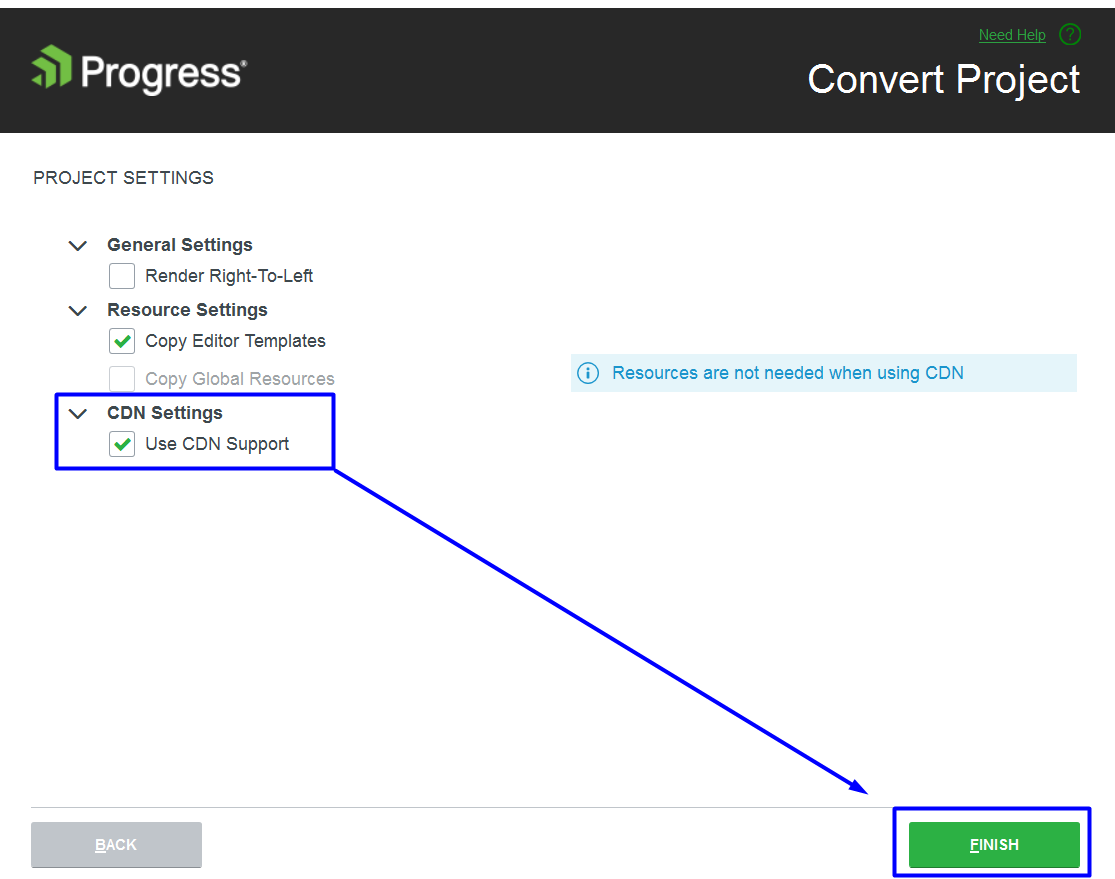 Need Help ?
Progress®
Convert Project
PROJECT SETTINGS
General Settings
Render Right-To-Left
Resource Settings
Copy Editor Templates
Copy Global Resources
Resources are not needed when using CDN
CDN Settings
Use CDN Support
BACK
FINISH